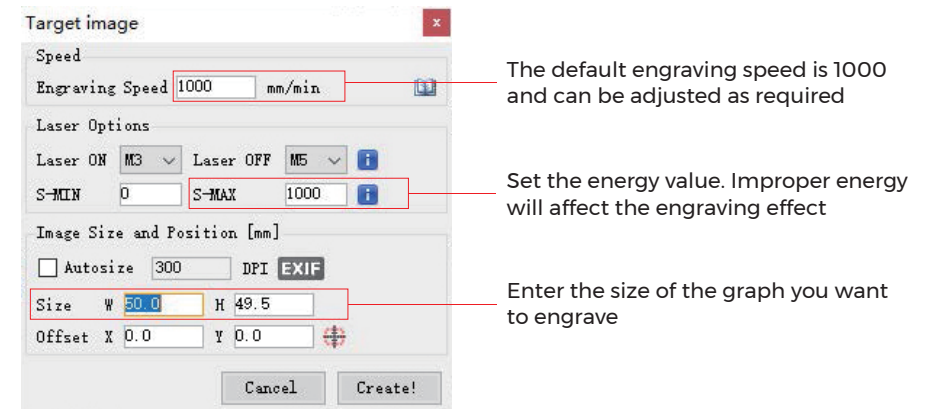 Target image
x
Speed
Engraving Speed 1000 mm/min
The default engraving speed is 1000
and can be adjusted as required
Laser Options
Laser ON M3 Laser OFF M5 i
S-MIN 0 S-MAX 1000 i
Set the energy value. Improper energy
will affect the engraving effect
Image Size and Position [mm]
Autosize 300 DPI EXIF
Size W 50.0 H 49.5
Enter the size of the graph you want
to engrave
Offset X 0.0 Y 0.0
Cancel Create!